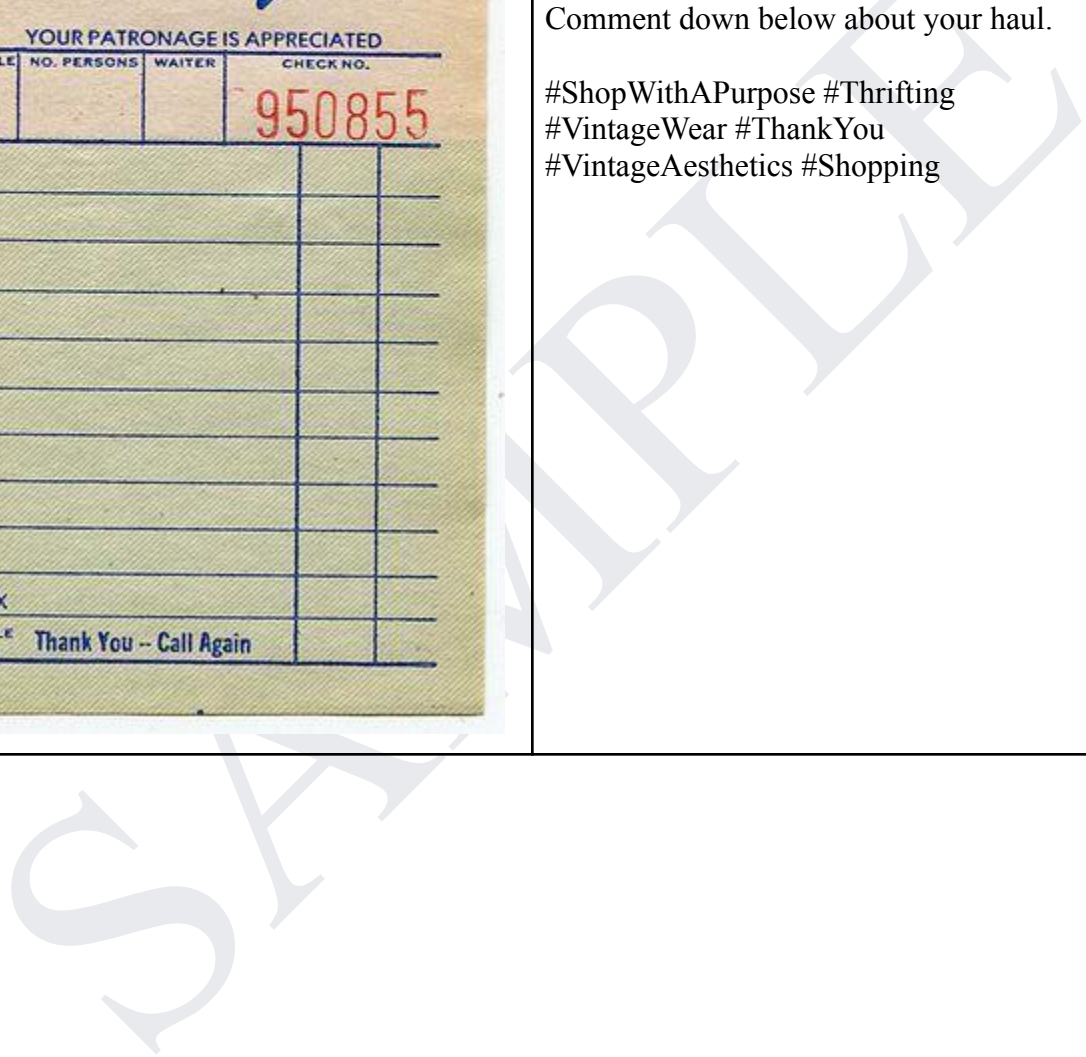 YOUR PATRONAGE IS APPRECIATED
NO. PERSONS WAITER CHECK NO.
950855
Thank You -- Call Again
Comment down below about your haul.
#ShopWithAPurpose #Thrifting
#VintageWear #ThankYou
#VintageAesthetics #Shopping
SAMPLE